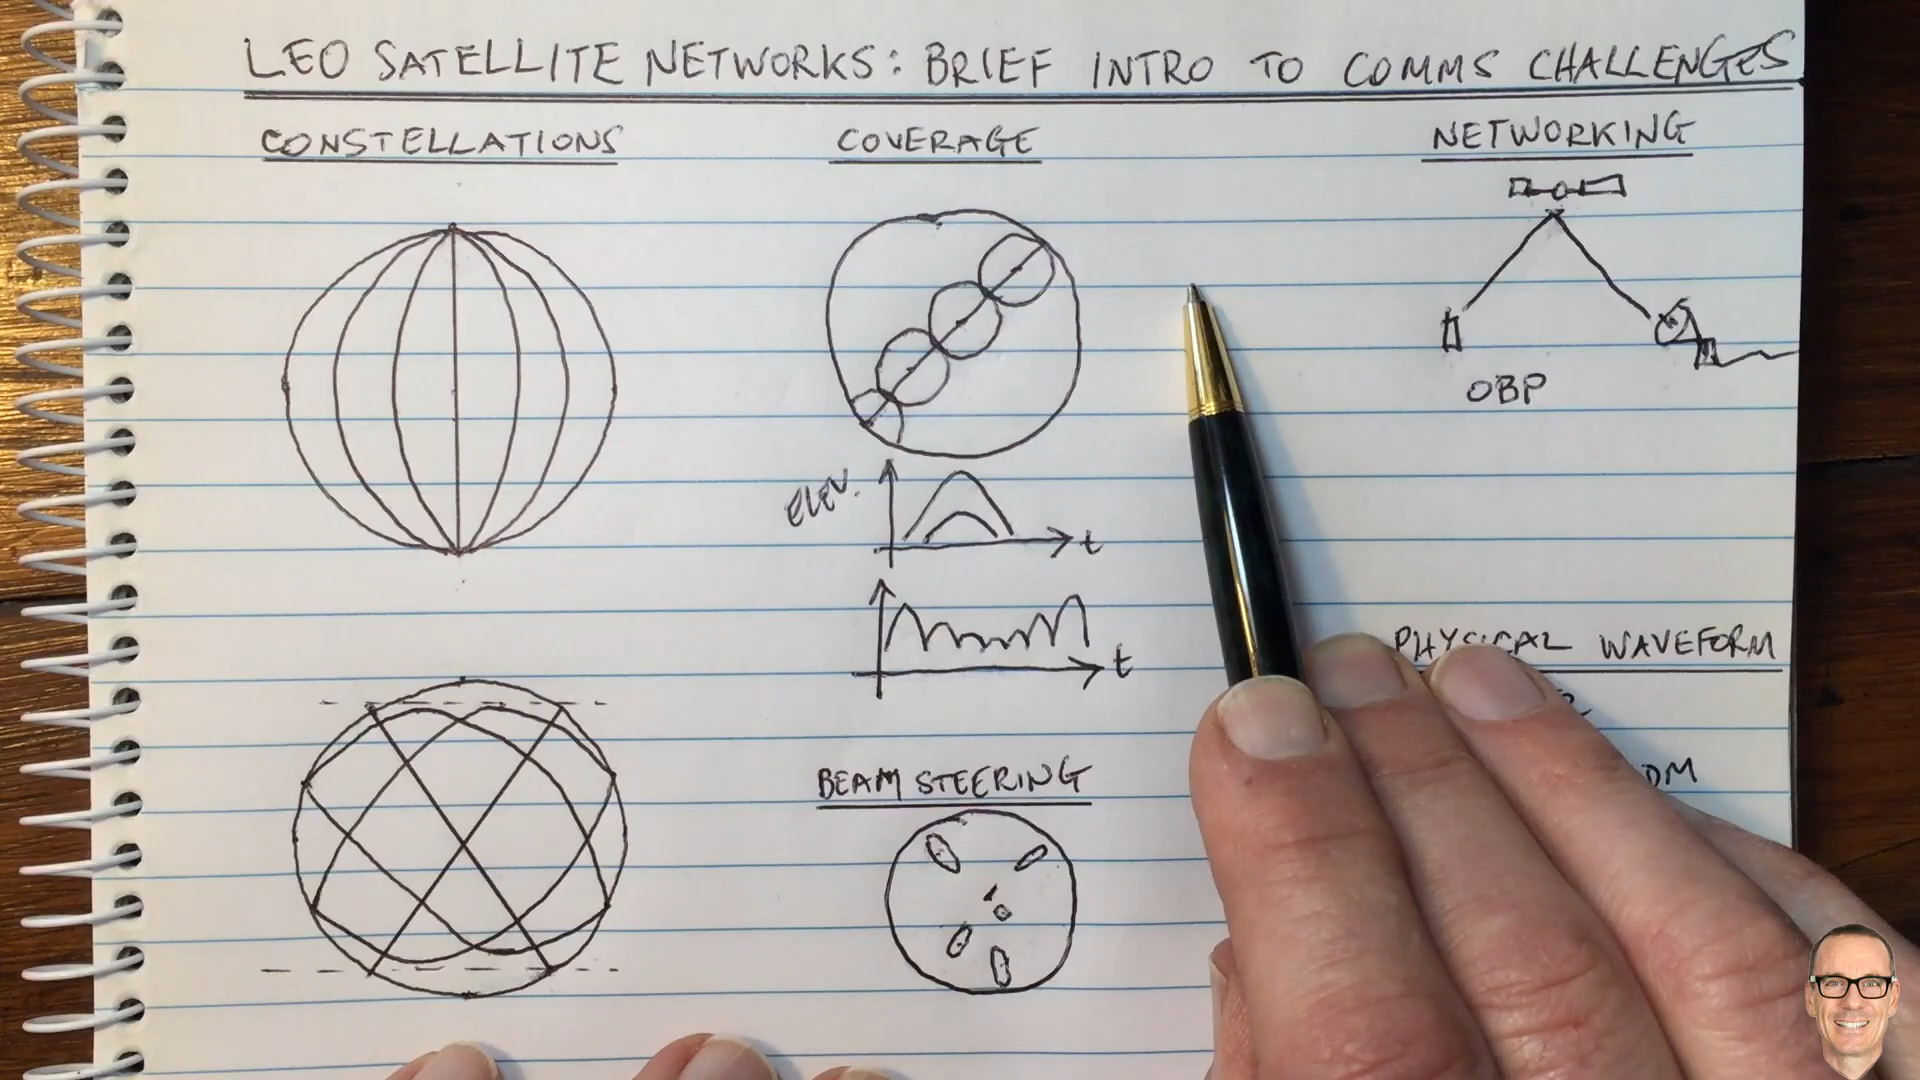 LEO SATELLITE NETWORKS: BRIEF INTRO TO COMMS CHALLENGES
CONSTELLATIONS
COVERAGE
ELEV.
t
t
BEAM STEERING
NETWORKING
OBP
PHYSICAL WAVEFORM